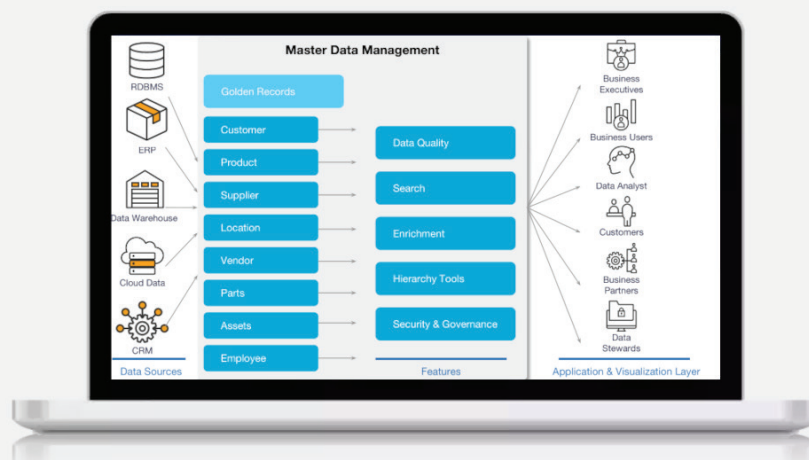 Master Data Management
RDBMS
ERP
Data Warehouse
Cloud Data
CRM
Data Sources
Golden Records
Customer
Product
Supplier
Location
Vendor
Parts
Assets
Employee
Data Quality
Search
Enrichment
Hierarchy Tools
Security & Governance
Features
Business
Executives
Business Users
Data Analyst
Customers
Business
Partners
Data
Stewards
Application & Visualization Layer